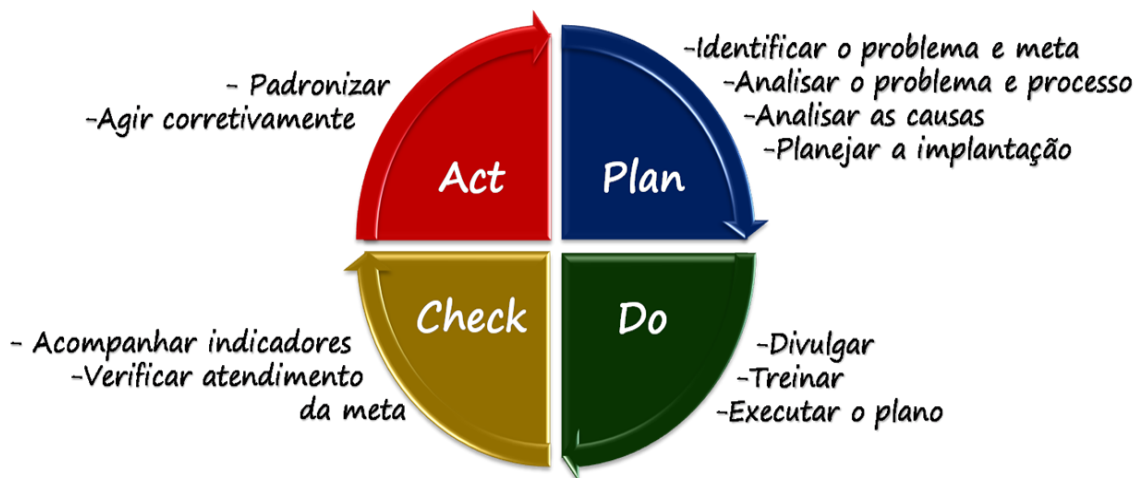 - Padronizar
-Agir corretivamente
Act
Plan
-Identificar o problema e meta
-Analisar o problema e processo
-Analisar as causas
-Planejar a implantação
Check
- Acompanhar indicadores
-Verificar atendimento
da meta
Do
-Divulgar
-Treinar
-Executar o plano